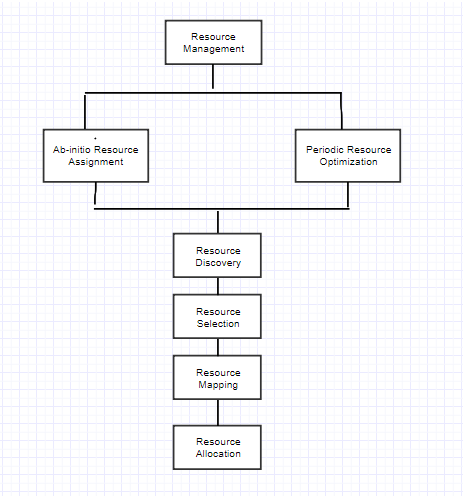 Resource
Management
Ab-initio Resource
Assignment
Periodic Resource
Optimization
Resource
Discovery
Resource
Selection
Resource
Mapping
Resource
Allocation